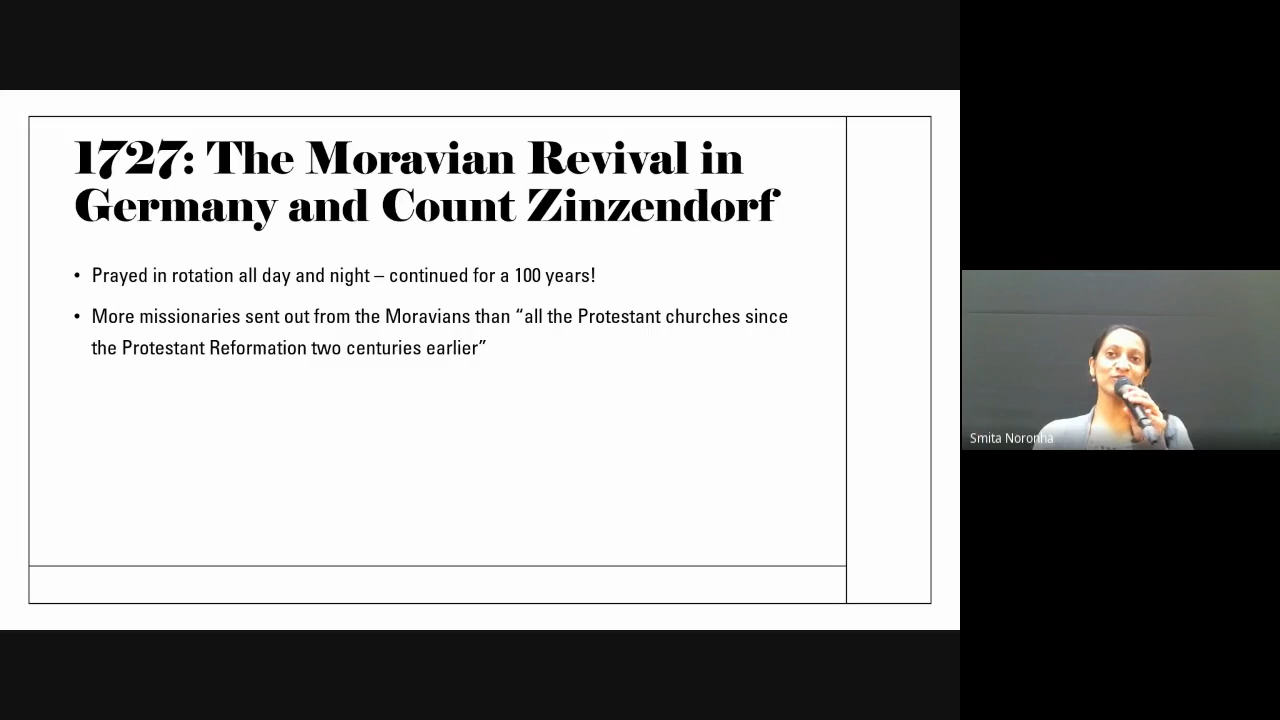 1727: The Moravian Revival in
Germany and Count Zinzendorf
• Prayed in rotation all day and night – continued for a 100 years!
• More missionaries sent out from the Moravians than “all the Protestant churches since
the Protestant Reformation two centuries earlier”
Smita Noronha